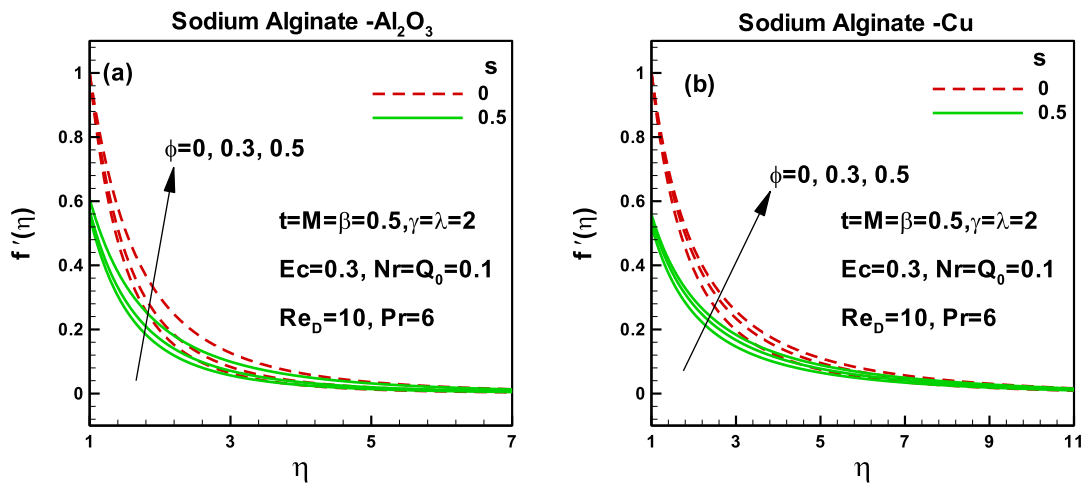 Sodium Alginate -Al₂O₃
(a)
s
0
0.5
ϕ=0, 0.3, 0.5
t=M=β=0.5,γ=λ=2
Ec=0.3, Nr=Q₀=0.1
Re_D=10, Pr=6
f ′(η)
1
0.8
0.6
0.4
0.2
0
1 3 5 7
η
Sodium Alginate -Cu
(b)
s
0
0.5
ϕ=0, 0.3, 0.5
t=M=β=0.5,γ=λ=2
Ec=0.3, Nr=Q₀=0.1
Re_D=10, Pr=6
f ′(η)
1
0.8
0.6
0.4
0.2
0
1 3 5 7 9 11
η